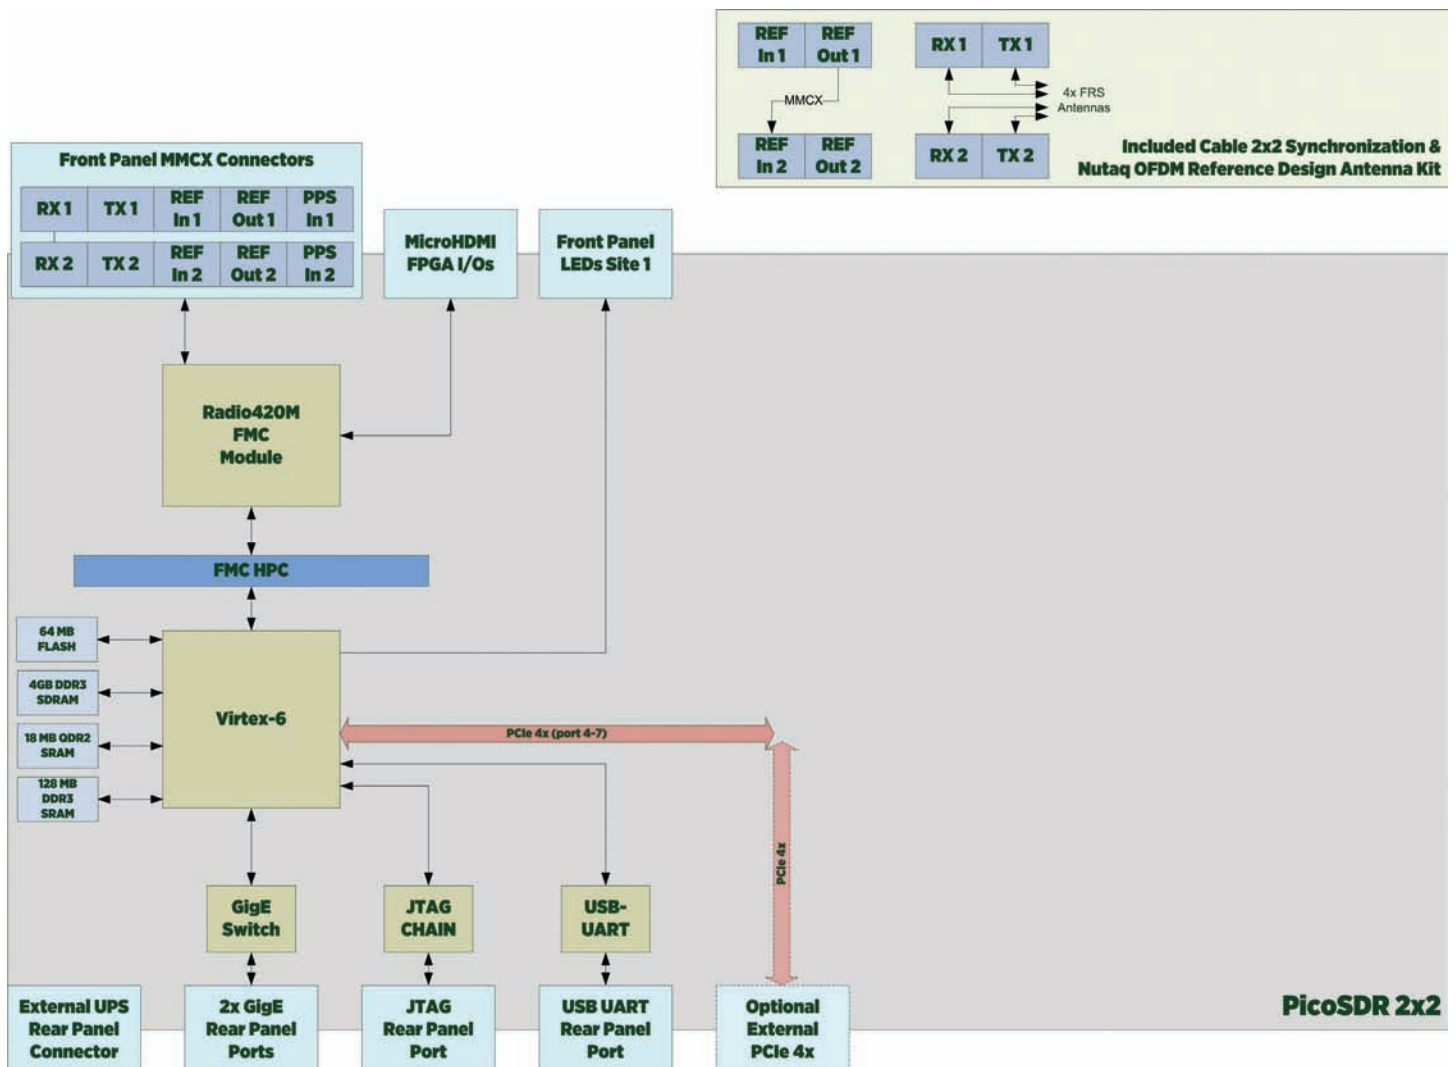 REF
In 1
REF
Out 1
RX 1
TX 1
MMCX
4x FRS
Antennas
REF
In 2
REF
Out 2
RX 2
TX 2
Included Cable 2x2 Synchronization &
Nutaq OFDM Reference Design Antenna Kit
Front Panel MMCX Connectors
RX 1
TX 1
REF
In 1
REF
Out 1
PPS
In 1
RX 2
TX 2
REF
In 2
REF
Out 2
PPS
In 2
MicroHDMI
FPGA I/Os
Front Panel
LEDs Site 1
Radio420M
FMC
Module
FMC HPC
64 MB
FLASH
4GB DDR3
SDRAM
18 MB QDR2
SRAM
128 MB
DDR3
SRAM
Virtex-6
PCIe 4x (port 4-7)
PCIe 4x
GigE
Switch
JTAG
CHAIN
USB-
UART
External UPS
Rear Panel
Connector
2x GigE
Rear Panel
Ports
JTAG
Rear Panel
Port
USB UART
Rear Panel
Port
Optional
External
PCIe 4x
PicoSDR 2x2